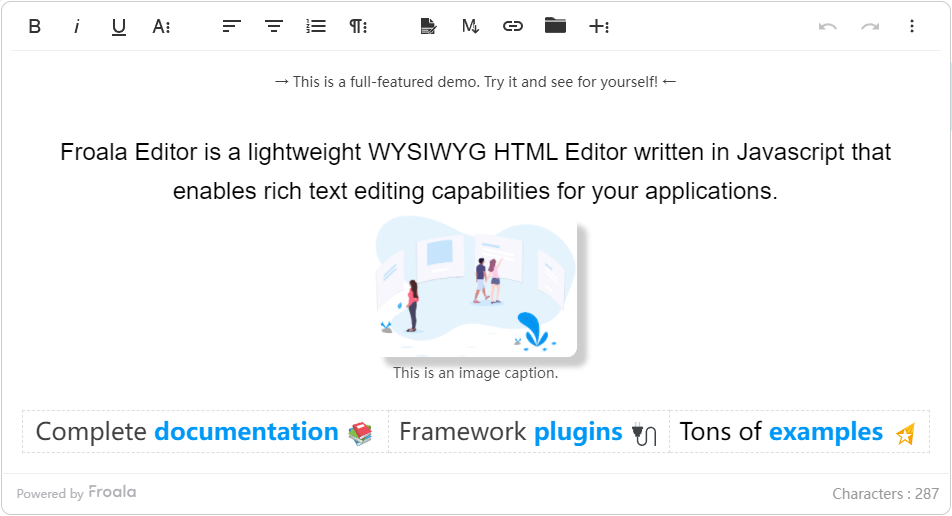 B i U A
→ This is a full-featured demo. Try it and see for yourself! ←
Froala Editor is a lightweight WYSIWYG HTML Editor written in Javascript that
enables rich text editing capabilities for your applications.
This is an image caption.
Complete documentation 📚 Framework plugins 🔌 Tons of examples ⭐
Powered by Froala Characters : 287